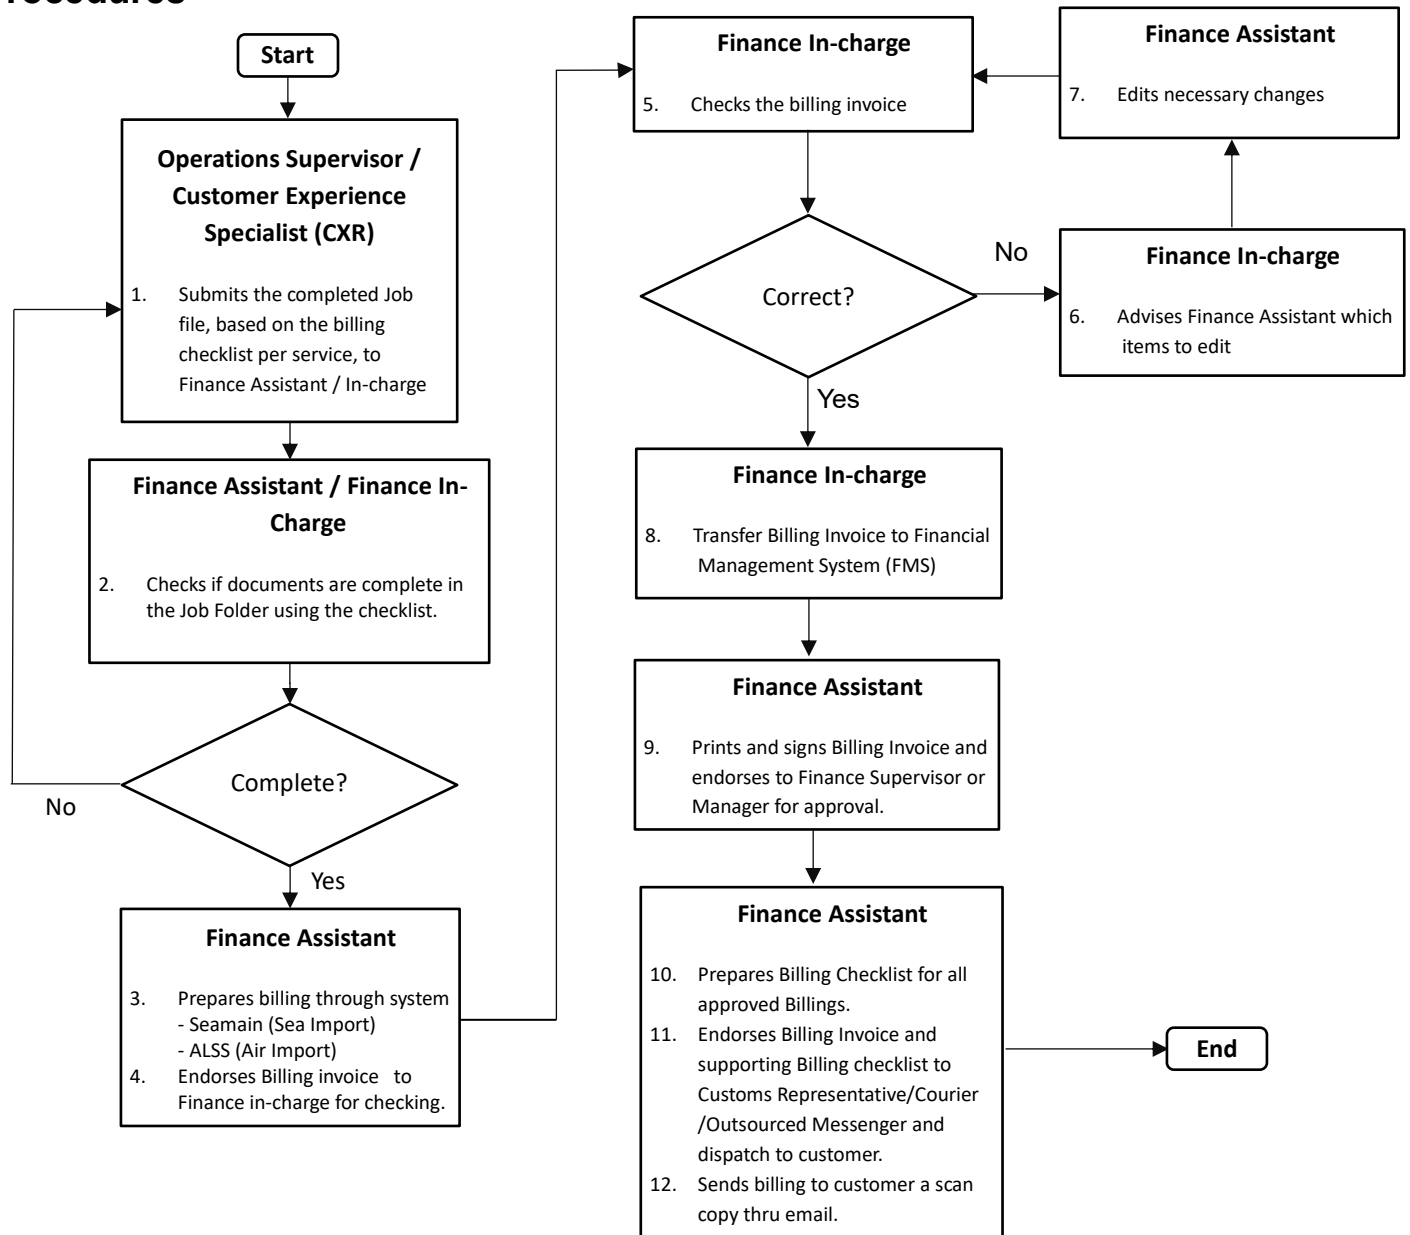 rocedures
Start
Operations Supervisor /
Customer Experience
Specialist (CXR)
1. Submits the completed Job
file, based on the billing
checklist per service, to
Finance Assistant / In-charge
Finance Assistant / Finance In-
Charge
2. Checks if documents are complete in
the Job Folder using the checklist.
Complete?
No
Yes
Finance Assistant
3. Prepares billing through system
- Seamain (Sea Import)
- ALSS (Air Import)
4. Endorses Billing invoice to
Finance in-charge for checking.
Finance In-charge
5. Checks the billing invoice
Correct?
No
Yes
Finance In-charge
6. Advises Finance Assistant which
items to edit
Finance Assistant
7. Edits necessary changes
Finance In-charge
8. Transfer Billing Invoice to Financial
Management System (FMS)
Finance Assistant
9. Prints and signs Billing Invoice and
endorses to Finance Supervisor or
Manager for approval.
Finance Assistant
10. Prepares Billing Checklist for all
approved Billings.
11. Endorses Billing Invoice and
supporting Billing checklist to
Customs Representative/Courier
/Outsourced Messenger and
dispatch to customer.
12. Sends billing to customer a scan
copy thru email.
End